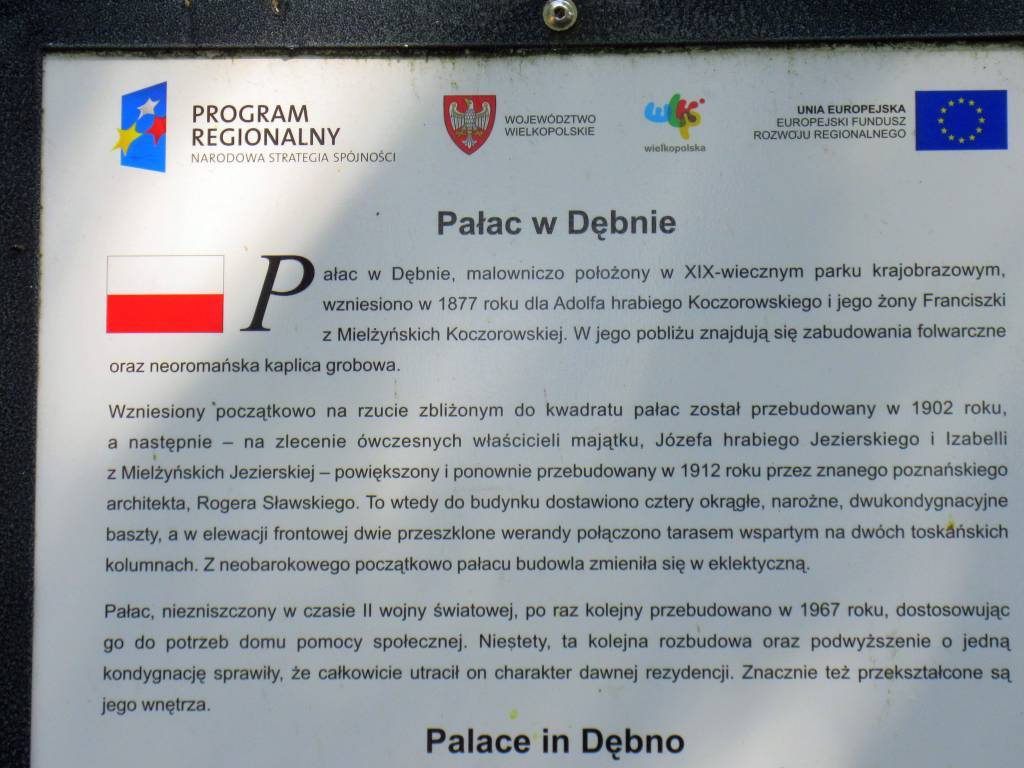 PROGRAM
REGIONALNY
NARODOWA STRATEGIA SPÓJNOŚCI
WOJEWÓDZTWO
WIELKOPOLSKIE
wlk
wielkopolska
UNIA EUROPEJSKA
EUROPEJSKI FUNDUSZ
ROZWOJU REGIONALNEGO
Pałac w Dębnie
Pałac w Dębnie, malowniczo położony w XIX-wiecznym parku krajobrazowym,
wzniesiono w 1877 roku dla Adolfa hrabiego Koczorowskiego i jego żony Franciszki
z Mielżyńskich Koczorowskiej. W jego pobliżu znajdują się zabudowania folwarczne
oraz neoromańska kaplica grobowa.
Wzniesiony początkowo na rzucie zbliżonym do kwadratu pałac został przebudowany w 1902 roku,
a następnie – na zlecenie ówczesnych właścicieli majątku, Józefa hrabiego Jezierskiego i Izabelli
z Mielżyńskich Jezierskiej – powiększony i ponownie przebudowany w 1912 roku przez znanego poznańskiego
architekta, Rogera Sławskiego. To wtedy do budynku dostawiono cztery okrągłe, narożne, dwukondygnacyjne
baszty, a w elewacji frontowej dwie przeszklone werandy połączono tarasem wspartym na dwóch toskańskich
kolumnach. Z neobarokowego początkowo pałacu budowla zmieniła się w eklektyczną.
Pałac, niezniszczony w czasie II wojny światowej, po raz kolejny przebudowano w 1967 roku, dostosowując
go do potrzeb domu pomocy społecznej. Niestety, ta kolejna rozbudowa oraz podwyższenie o jedną
kondygnację sprawiły, że całkowicie utracił on charakter dawnej rezydencji. Znacznie też przekształcone są
jego wnętrza.
Palace in Dębno